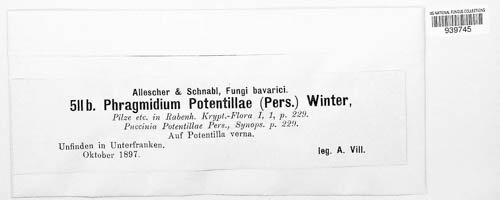 US NATIONAL FUNGUS COLLECTIONS
939745
Allescher & Schnabl, Fungi bavarici.
511b. Phragmidium Potentillae (Pers.) Winter,
Pilze etc. in Rabenh. Krypt.-Flora I, 1, p. 229.
Puccinia Potentillae Pers., Synops. p. 229.
Auf Potentilla verna.
Unfinden in Unterfranken.
Oktober 1897.
leg. A. Vill.